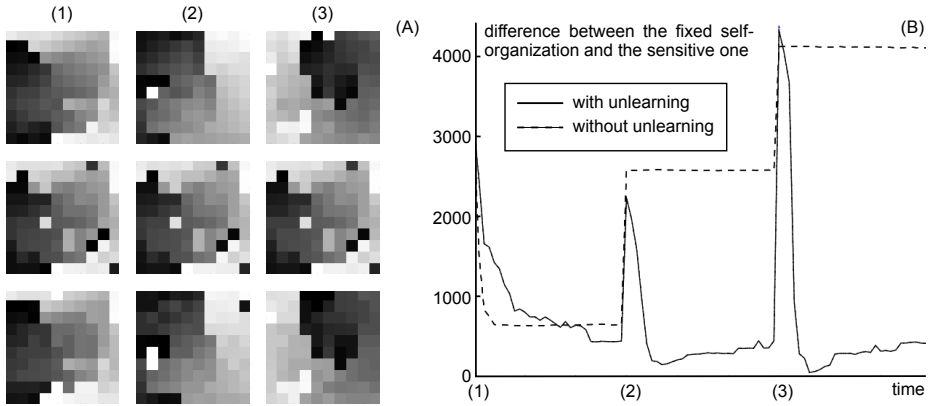 (1) (2) (3)
(A)
difference between the fixed self-
organization and the sensitive one
(B)
with unlearning
without unlearning
4000
3000
2000
1000
0
(1) (2) (3) time